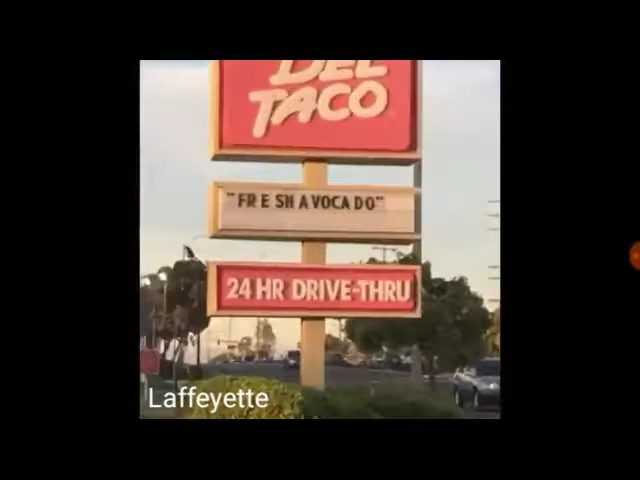 DEL
TACO
"FR E SH A VOCA DO"
24 HR DRIVE-THRU
Laffeyette